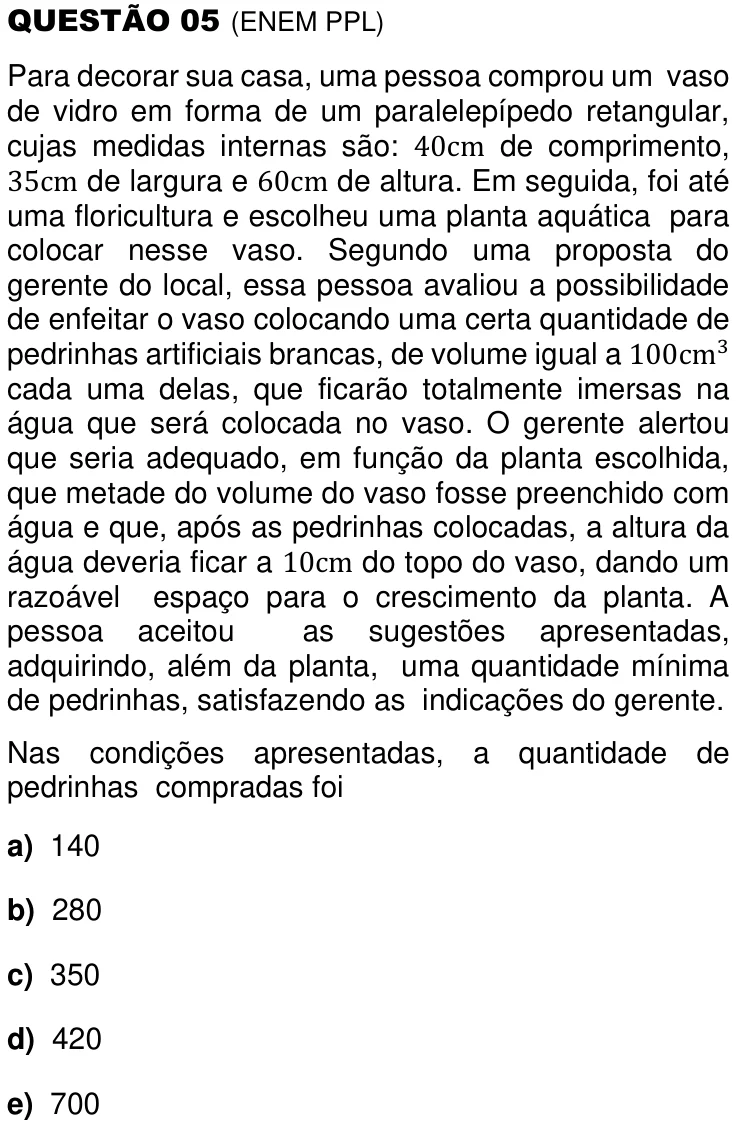 QUESTÃO 05 (ENEM PPL)
Para decorar sua casa, uma pessoa comprou um vaso
de vidro em forma de um paralelepípedo retangular,
cujas medidas internas são: 40cm de comprimento,
35cm de largura e 60cm de altura. Em seguida, foi até
uma floricultura e escolheu uma planta aquática para
colocar nesse vaso. Segundo uma proposta do
gerente do local, essa pessoa avaliou a possibilidade
de enfeitar o vaso colocando uma certa quantidade de
pedrinhas artificiais brancas, de volume igual a 100cm³
cada uma delas, que ficarão totalmente imersas na
água que será colocada no vaso. O gerente alertou
que seria adequado, em função da planta escolhida,
que metade do volume do vaso fosse preenchido com
água e que, após as pedrinhas colocadas, a altura da
água deveria ficar a 10cm do topo do vaso, dando um
razoável espaço para o crescimento da planta. A
pessoa aceitou as sugestões apresentadas,
adquirindo, além da planta, uma quantidade mínima
de pedrinhas, satisfazendo as indicações do gerente.
Nas condições apresentadas, a quantidade de
pedrinhas compradas foi
a) 140
b) 280
c) 350
d) 420
e) 700